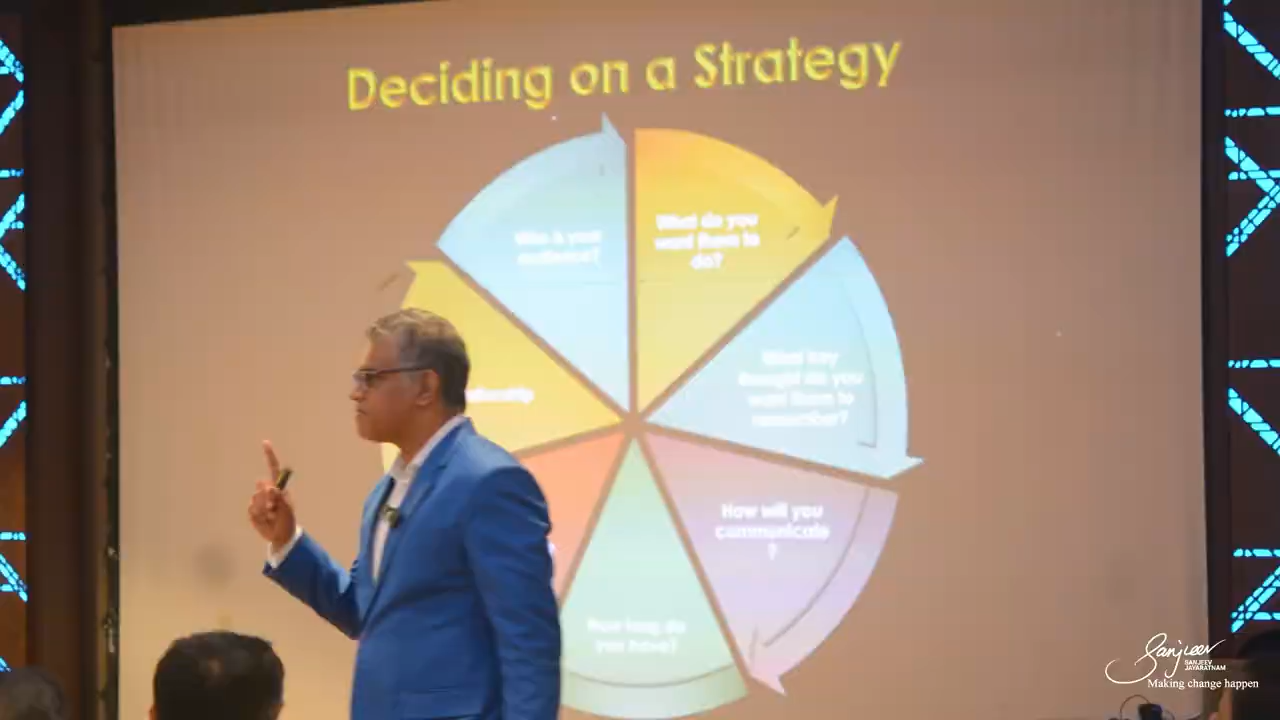 Deciding on a Strategy
Who is your
audience?
What do you
want them to
do?
What key
thought do you
want them to
remember?
How will you
communicate
?
How long do
you have?
Sanjeev
SANJEEV
JAYARATNAM
Making change happen